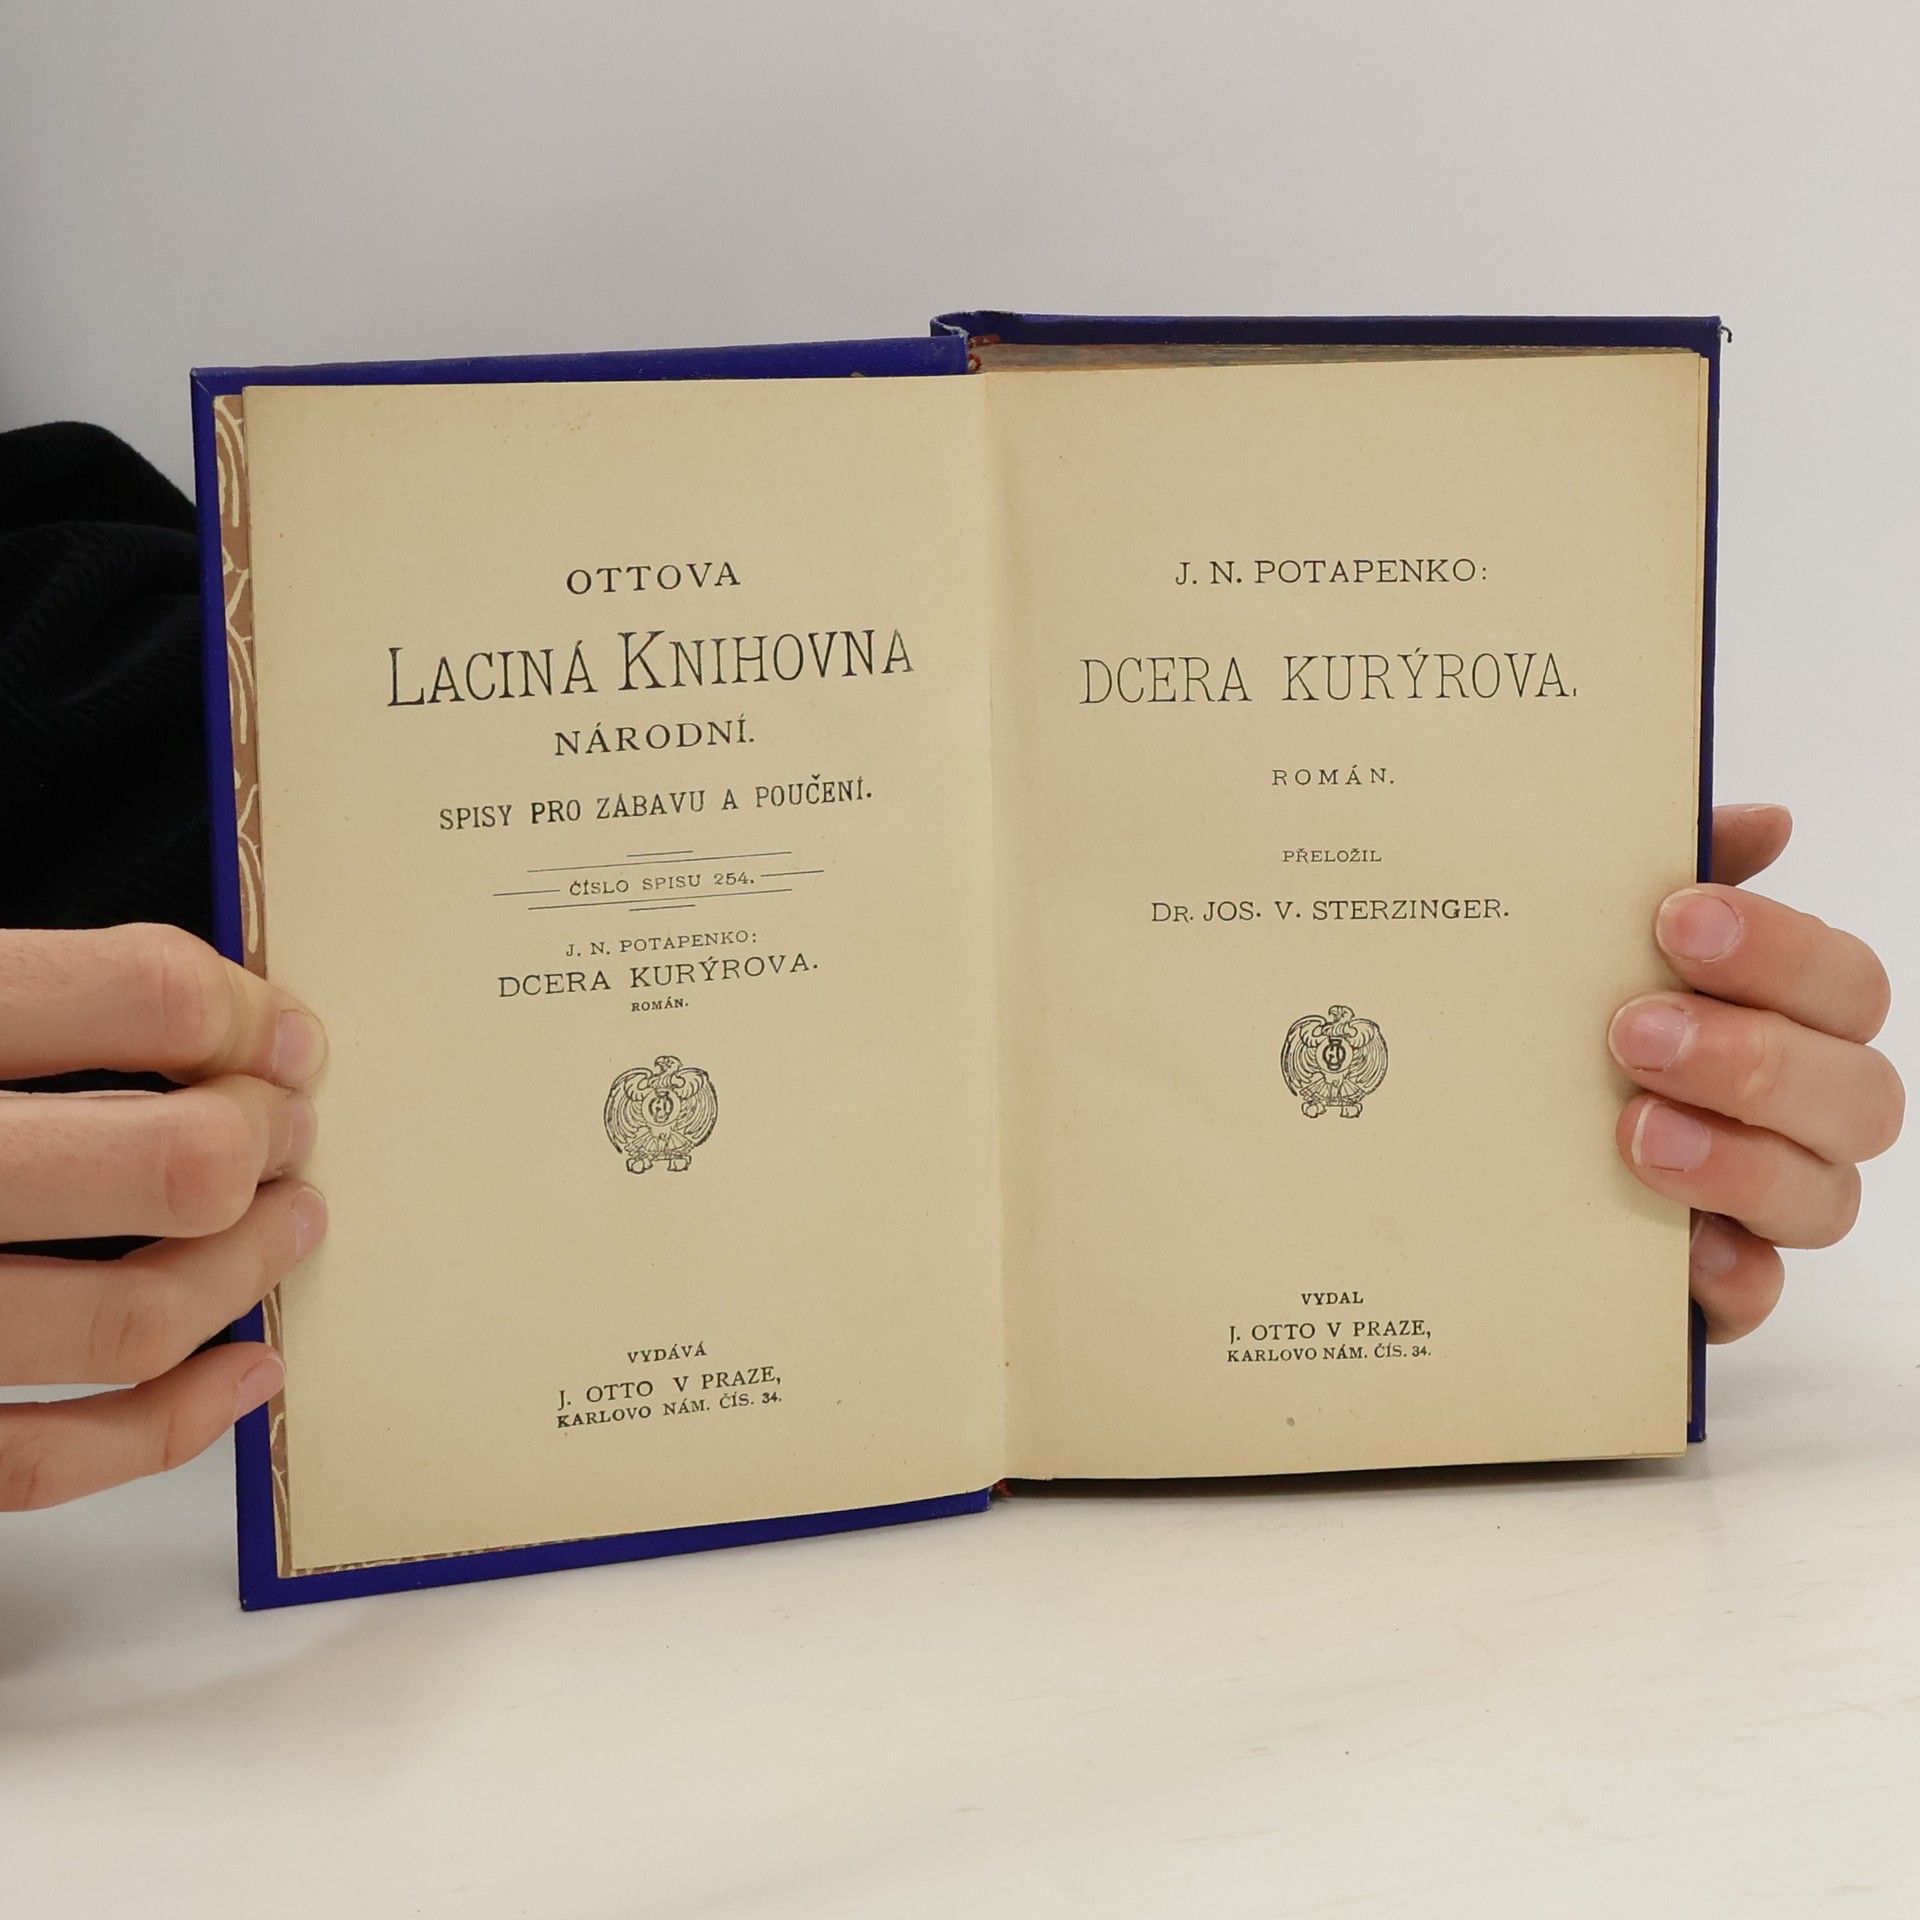 OTTOVA
LACINÁ KNIHOVNA
NÁRODNÍ.
SPISY PRO ZÁBAVU A POUČENÍ.
ČÍSLO SPISU 254.
J. N. POTAPENKO:
DCERA KURÝROVA.
ROMÁN.
VYDÁVÁ
J. OTTO V PRAZE,
KARLOVO NÁM. ČÍS. 34.
J. N. POTAPENKO:
DCERA KURÝROVA.
ROMÁN.
PŘELOŽIL
DR. JOS. V. STERZINGER.
VYDAL
J. OTTO V PRAZE,
KARLOVO NÁM. ČÍS. 34.